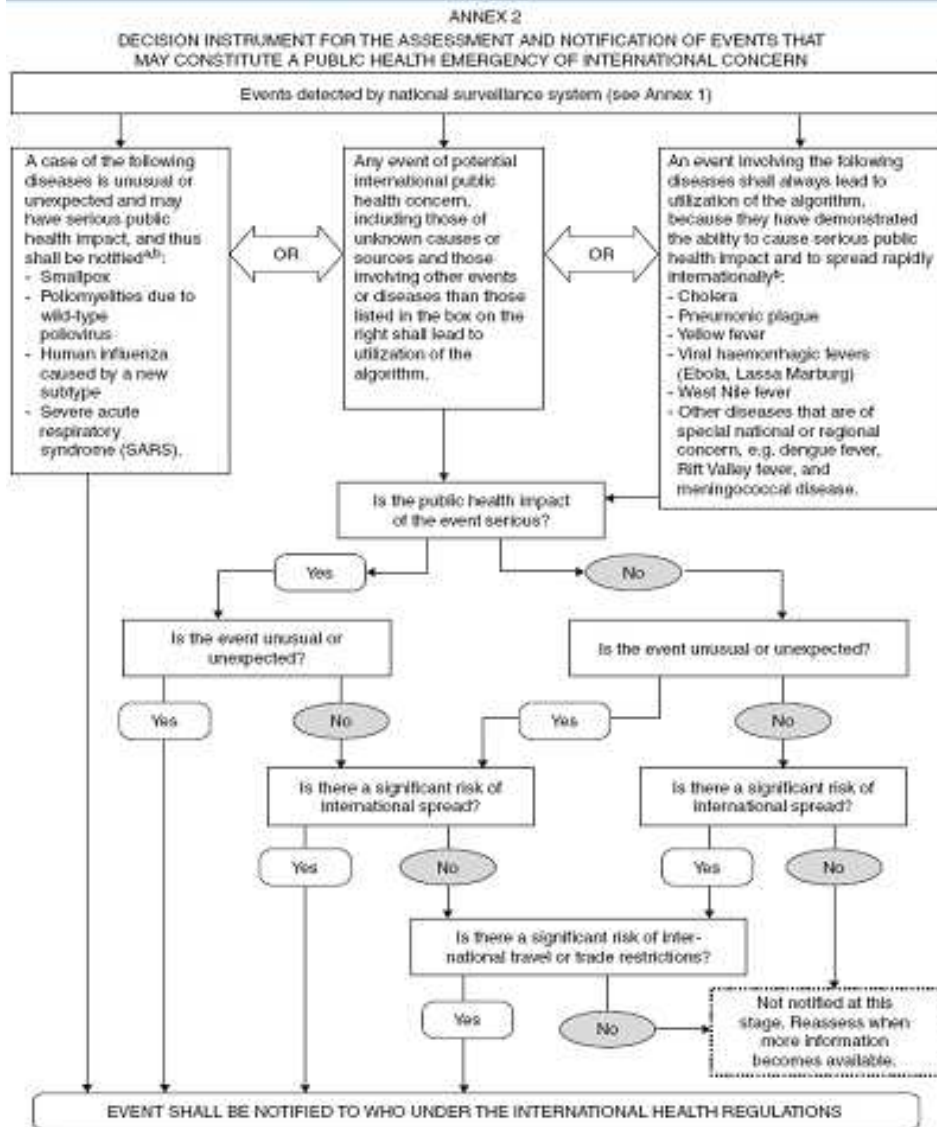 ANNEX 2
DECISION INSTRUMENT FOR THE ASSESSMENT AND NOTIFICATION OF EVENTS THAT
MAY CONSTITUTE A PUBLIC HEALTH EMERGENCY OF INTERNATIONAL CONCERN
Events detected by national surveillance system (see Annex 1)
A case of the following
diseases is unusual or
unexpected and may
have serious public
health impact, and thus
shall be notifiedᵃ,ᵇ:
- Smallpox
- Poliomyelities due to
wild-type
poliovirus
- Human influenza
caused by a new
subtype
- Severe acute
respiratory
syndrome (SARS).
OR
Any event of potential
international public
health concern,
including those of
unknown causes or
sources and those
involving other events
or diseases than those
listed in the box on
the right shall lead to
utilization of the
algorithm.
OR
An event involving the following
diseases shall always lead to
utilization of the algorithm,
because they have demonstrated
the ability to cause serious public
health impact and to spread rapidly
internationallyᵇ:
- Cholera
- Pneumonic plague
- Yellow fever
- Viral haemorrhagic fevers
(Ebola, Lassa Marburg)
- West Nile fever
- Other diseases that are of
special national or regional
concern, e.g. dengue fever,
Rift Valley fever, and
meningococcal disease.
Is the public health impact
of the event serious?
Yes
No
Is the event unusual or
unexpected?
Is the event unusual or unexpected?
Yes
No
Yes
No
Is there a significant risk of
international spread?
Is there a significant risk of
international spread?
Yes
No
Yes
No
Is there a significant risk of inter-
national travel or trade restrictions?
Yes
No
Not notified at this
stage. Reassess when
more information
becomes available.
EVENT SHALL BE NOTIFIED TO WHO UNDER THE INTERNATIONAL HEALTH REGULATIONS